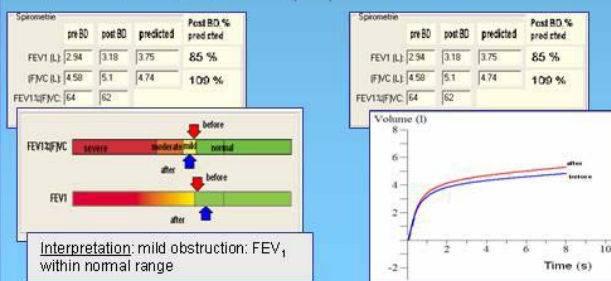 Spirometrie
pre BD post BD predicted Post BD.% predicted
FEV1 (L): 2.94 3.18 3.75 85 %
(F)VC (L): 4.58 5.1 4.74 109 %
FEV1%(F)VC: 64 62
before
FEV1%(F)VC severe moderate mild normal
after
before
FEV1
after
Interpretation: mild obstruction: FEV1
within normal range
Spirometrie
pre BD post BD predicted Post BD.% predicted
FEV1 (L): 2.94 3.18 3.75 85 %
(F)VC (L): 4.58 5.1 4.74 109 %
FEV1%(F)VC: 64 62
Volume (l)
8
6
4
2
-2
after
before
2 4 6 8 10
Time (s)